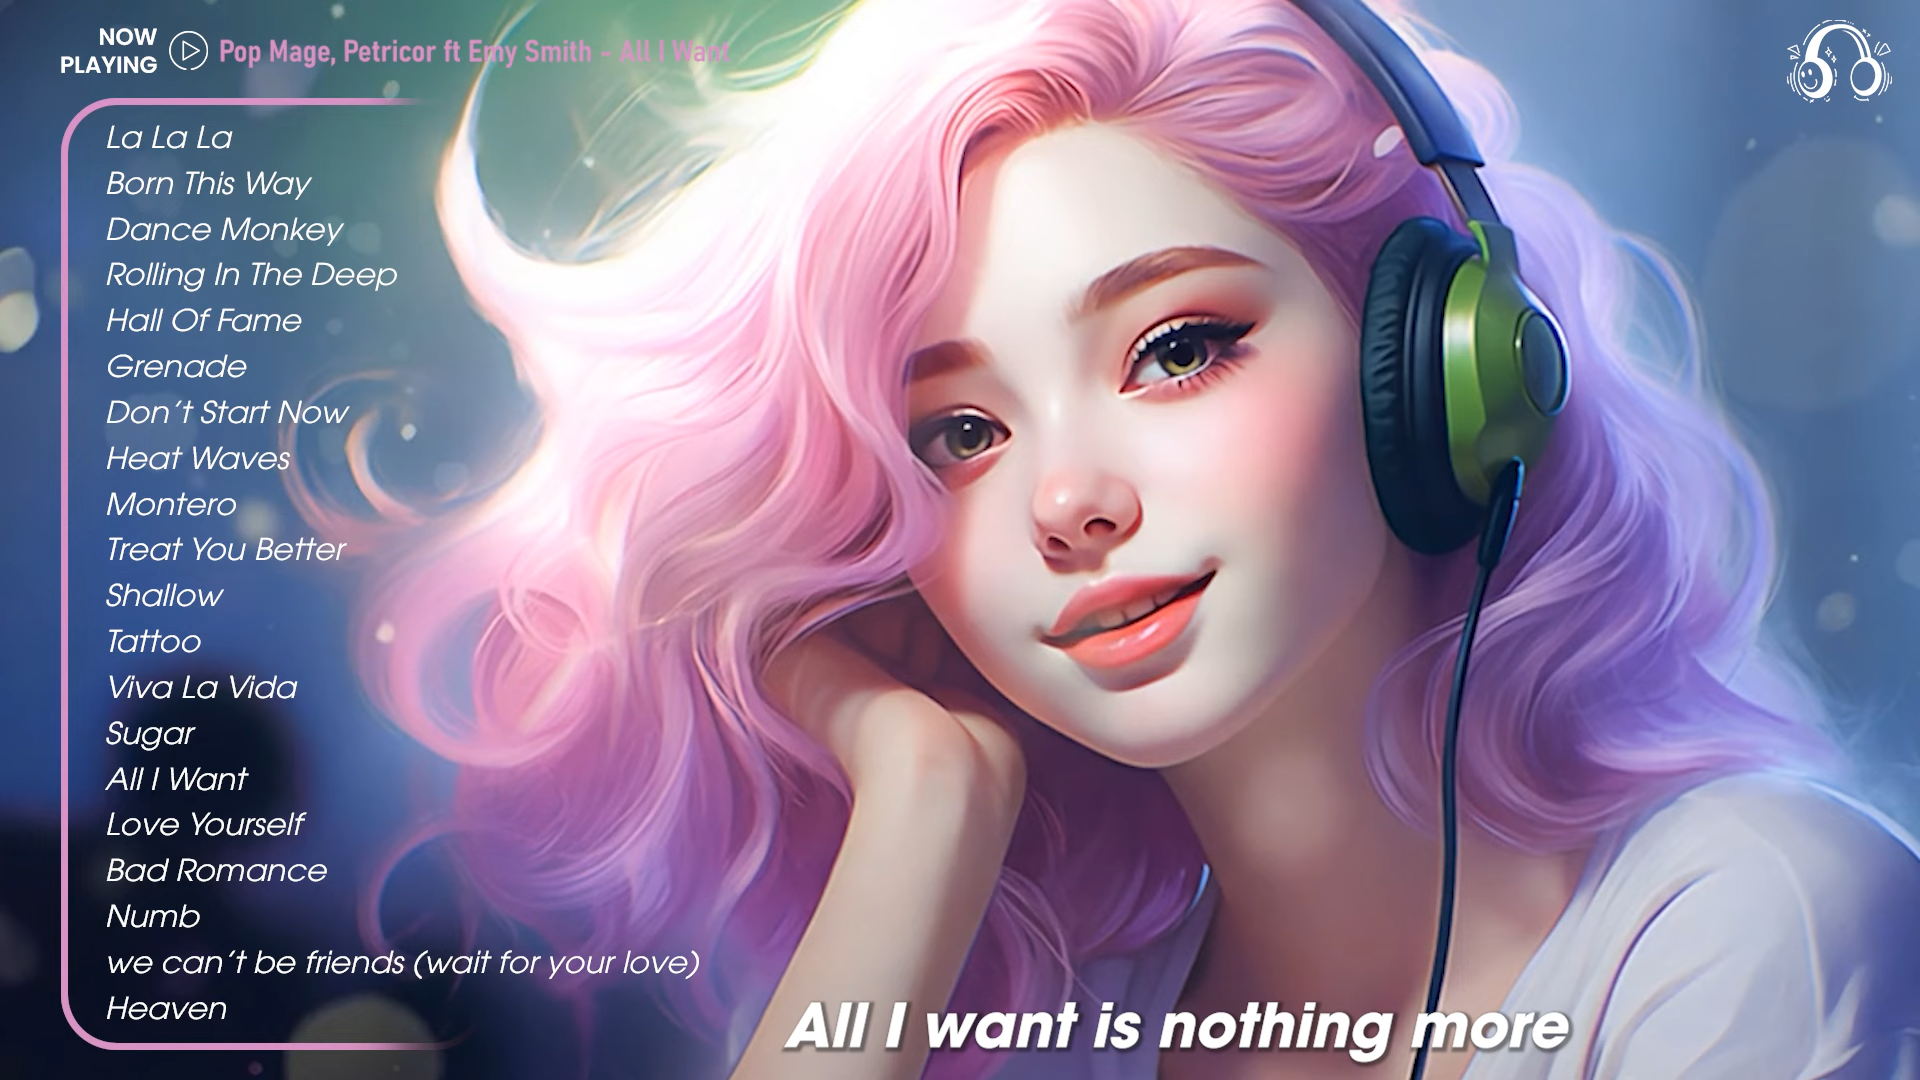 NOW
PLAYING
Pop Mage, Petricor ft Emy Smith - All I Want
La La La
Born This Way
Dance Monkey
Rolling In The Deep
Hall Of Fame
Grenade
Don't Start Now
Heat Waves
Montero
Treat You Better
Shallow
Tattoo
Viva La Vida
Sugar
All I Want
Love Yourself
Bad Romance
Numb
we can't be friends (wait for your love)
Heaven
All I want is nothing more